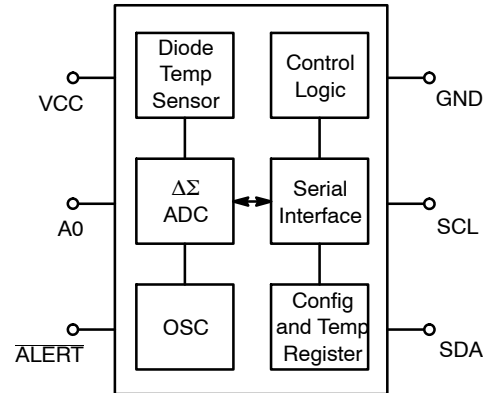 Diode
Temp
Sensor
Control
Logic
VCC
GND
ΔΣ
ADC
Serial
Interface
A0
SCL
OSC
Config
and Temp
Register
ALERT
SDA